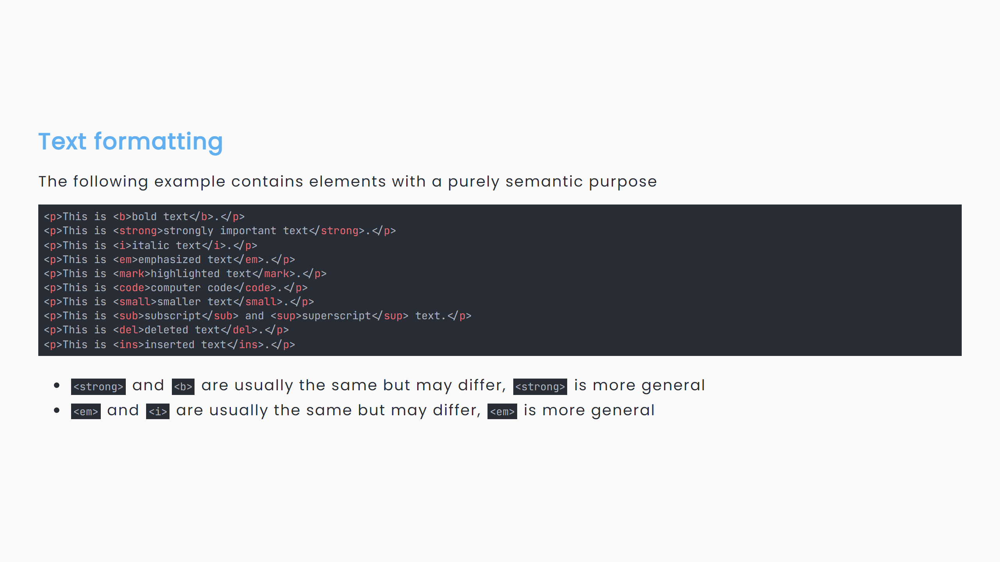 Text formatting
The following example contains elements with a purely semantic purpose
<p>This is <b>bold text</b>.</p>
<p>This is <strong>strongly important text</strong>.</p>
<p>This is <i>italic text</i>.</p>
<p>This is <em>emphasized text</em>.</p>
<p>This is <mark>highlighted text</mark>.</p>
<p>This is <code>computer code</code>.</p>
<p>This is <small>smaller text</small>.</p>
<p>This is <sub>subscript</sub> and <sup>superscript</sup> text.</p>
<p>This is <del>deleted text</del>.</p>
<p>This is <ins>inserted text</ins>.</p>
• <strong> and <b> are usually the same but may differ, <strong> is more general
• <em> and <i> are usually the same but may differ, <em> is more general